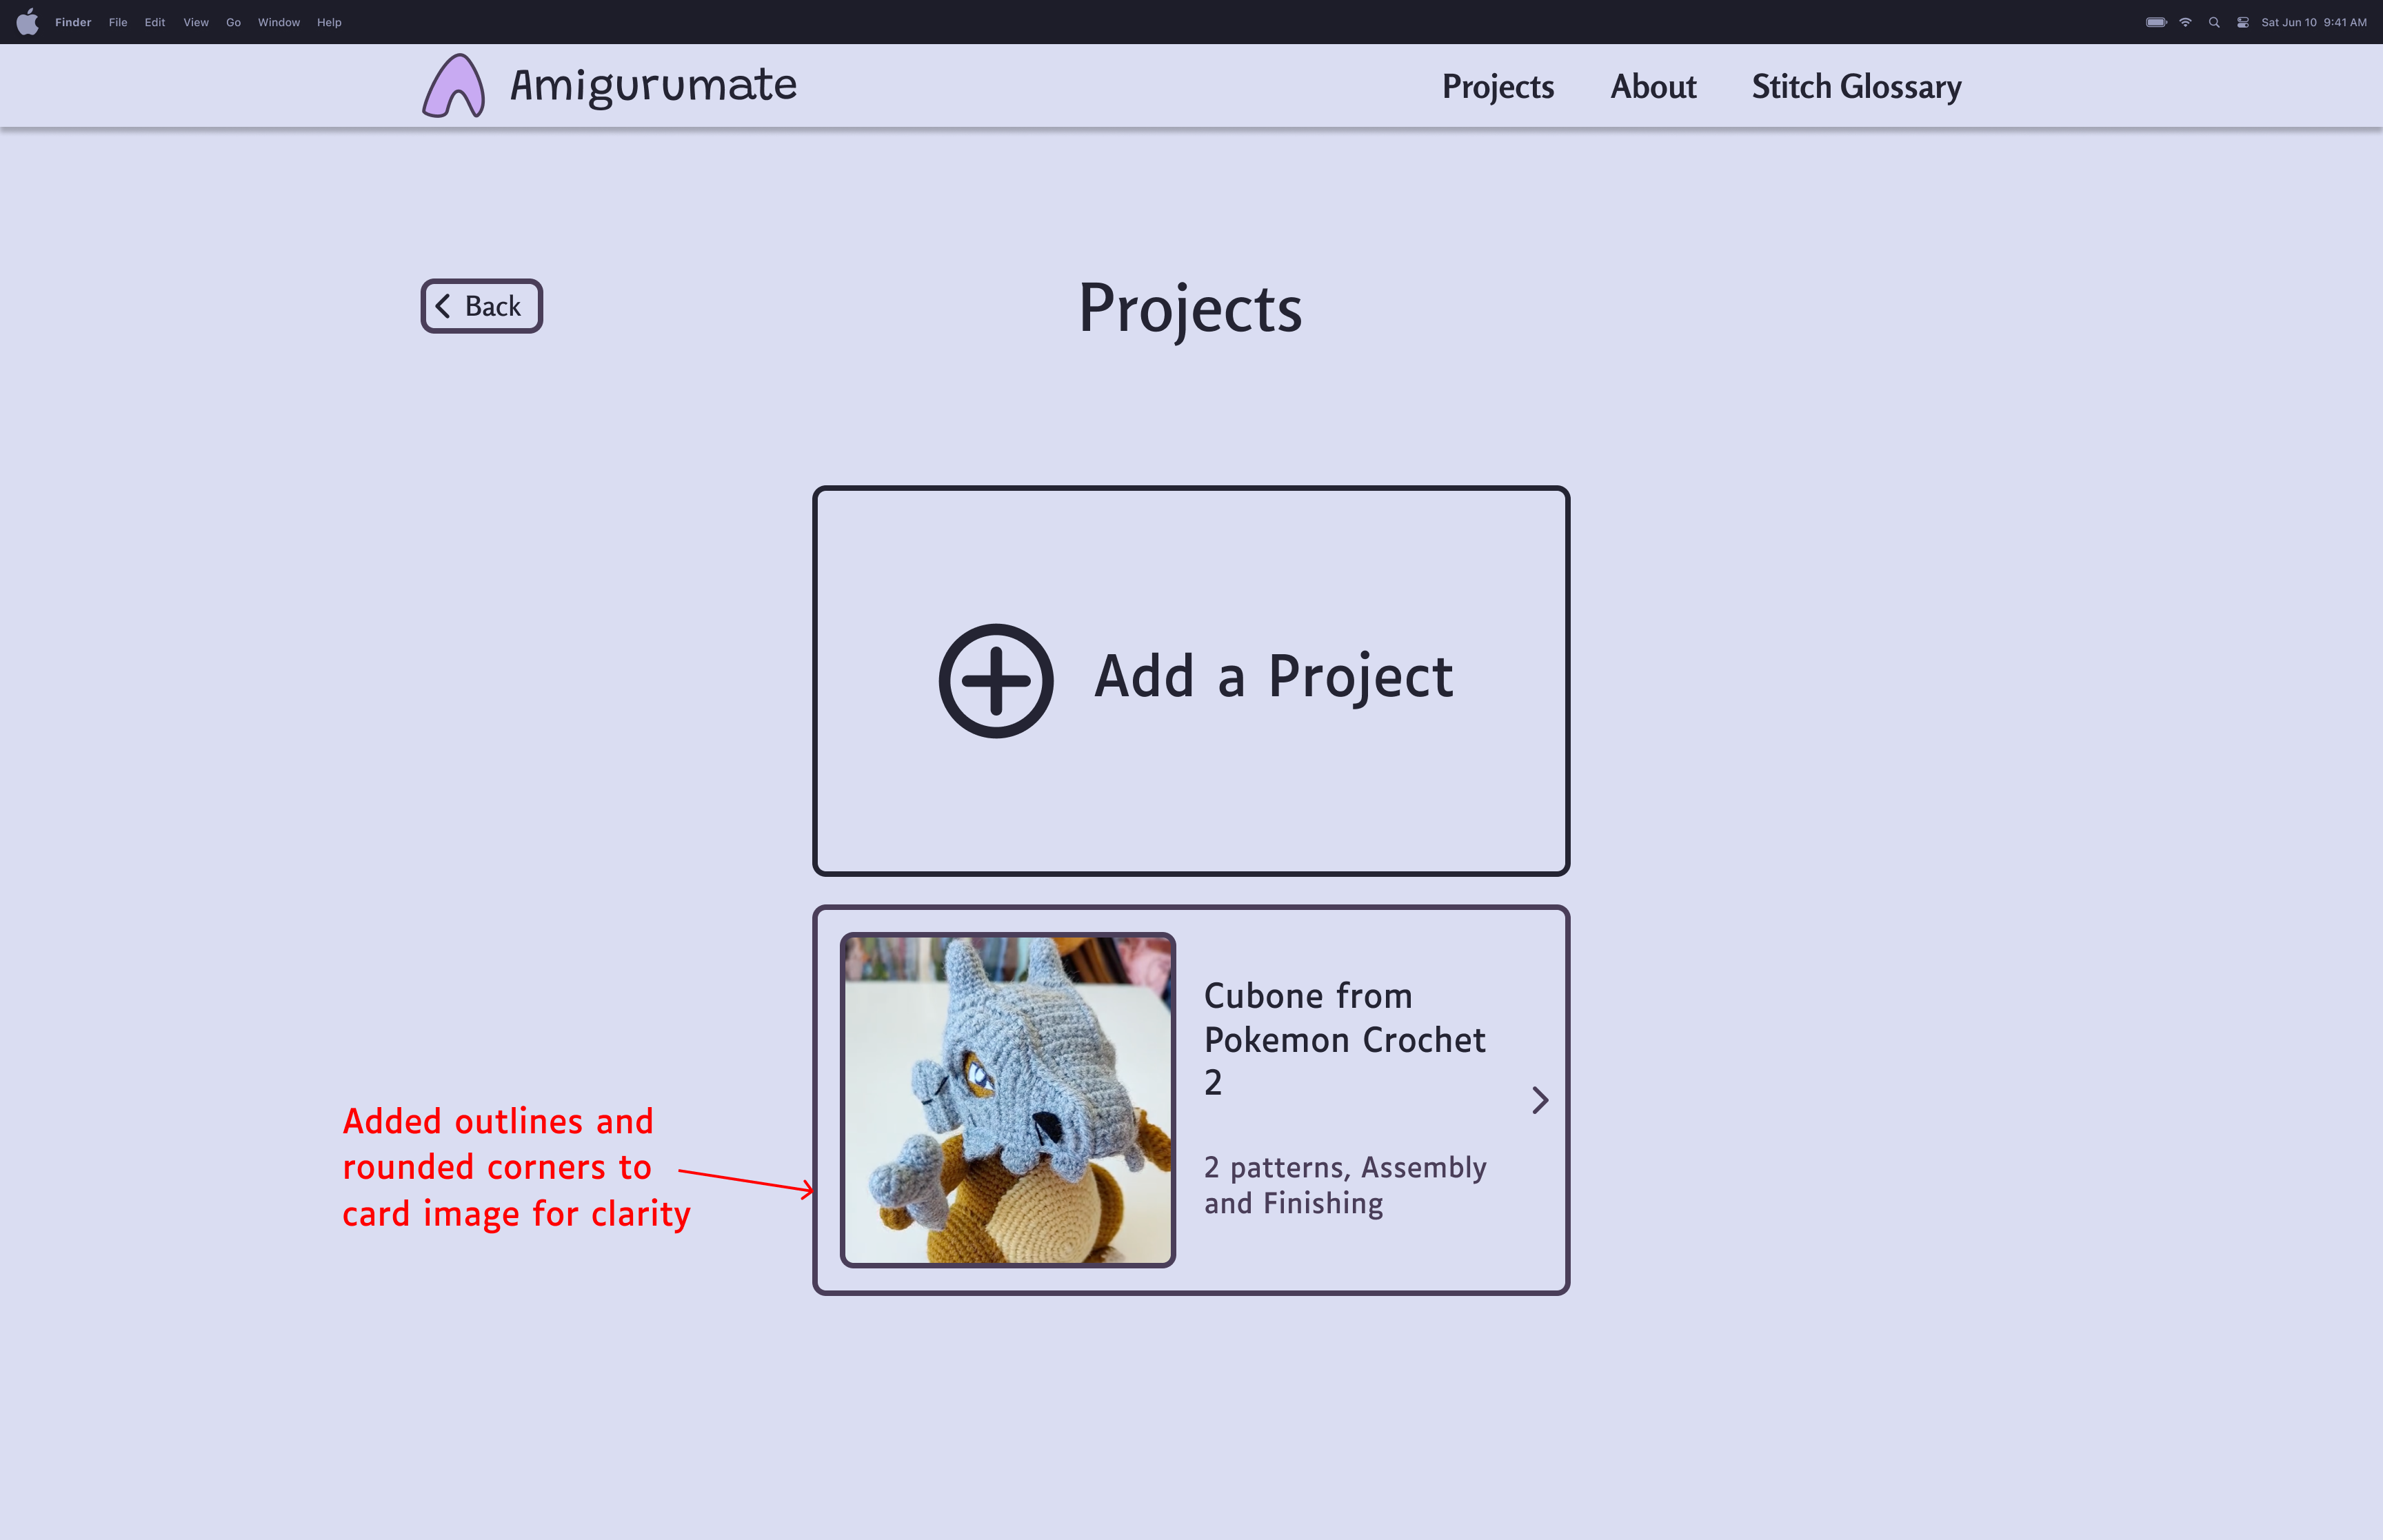 Finder File Edit View Go Window Help
Sat Jun 10 9:41 AM
Amigurumate
Projects About Stitch Glossary
Back
Projects
Add a Project
Cubone from
Pokemon Crochet
2
2 patterns, Assembly
and Finishing
Added outlines and
rounded corners to
card image for clarity